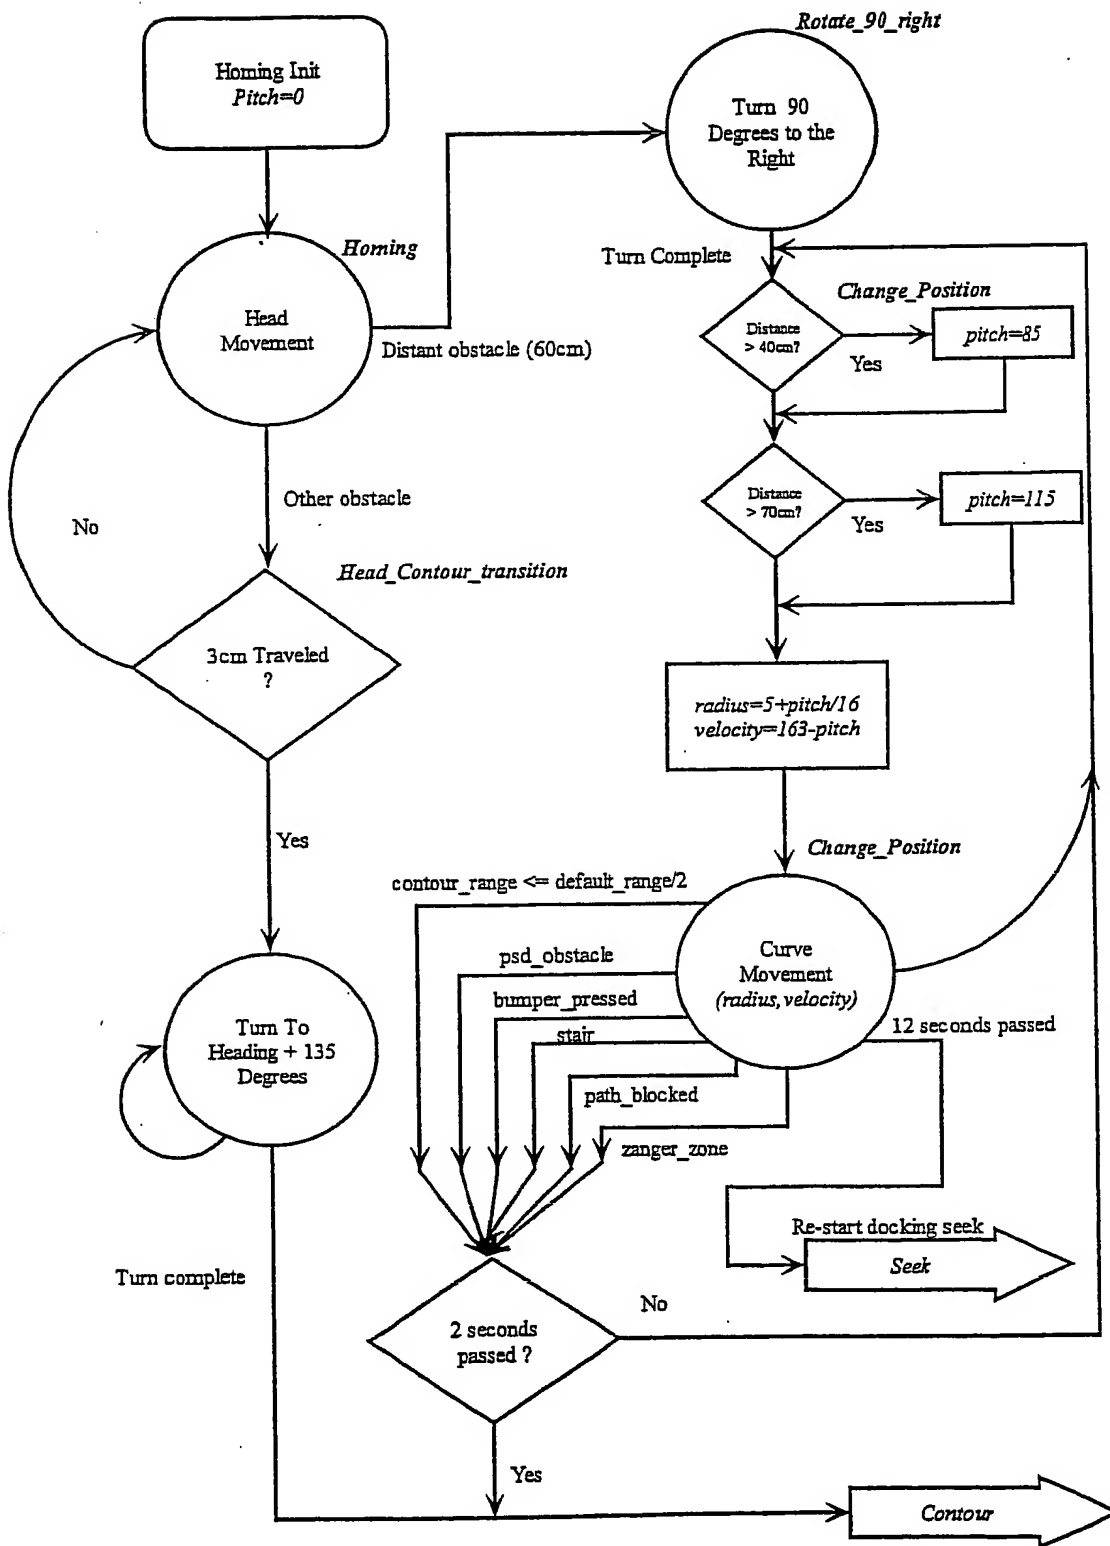 Rotate_90_right
Homing Init
Pitch=0
Turn 90
Degrees to the
Right
Homing
Turn Complete
Change_Position
Head
Movement
Distant obstacle (60cm)
Distance
> 40cm?
pitch=85
Yes
Other obstacle
No
Distance
> 70cm?
pitch=115
Yes
Head_Contour_transition
3cm Traveled
?
radius=5+pitch/16
velocity=163-pitch
Yes
Change_Position
contour_range <= default_range/2
psd_obstacle
Curve
Movement
(radius,velocity)
bumper_pressed
12 seconds passed
stair
Turn To
Heading + 135
Degrees
path_blocked
zanger_zone
Re-start docking seek
Seek
Turn complete
No
2 seconds
passed ?
Yes
Contour